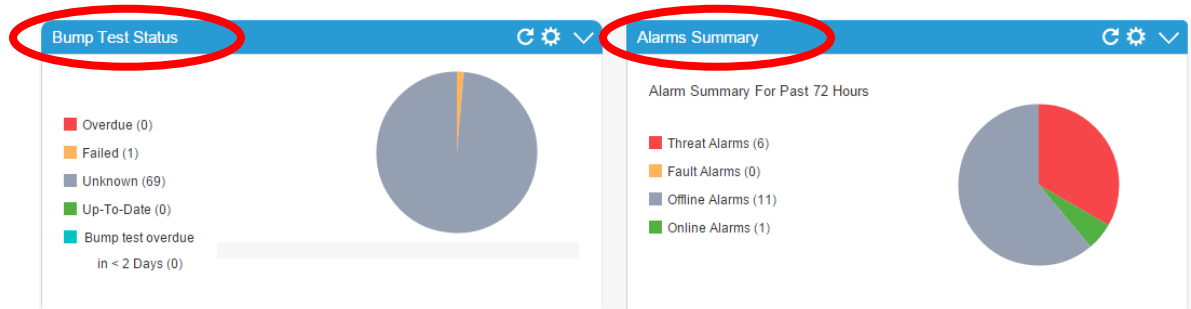 Bump Test Status
Overdue (0)
Failed (1)
Unknown (69)
Up-To-Date (0)
Bump test overdue
in < 2 Days (0)
Alarms Summary
Alarm Summary For Past 72 Hours
Threat Alarms (6)
Fault Alarms (0)
Offline Alarms (11)
Online Alarms (1)